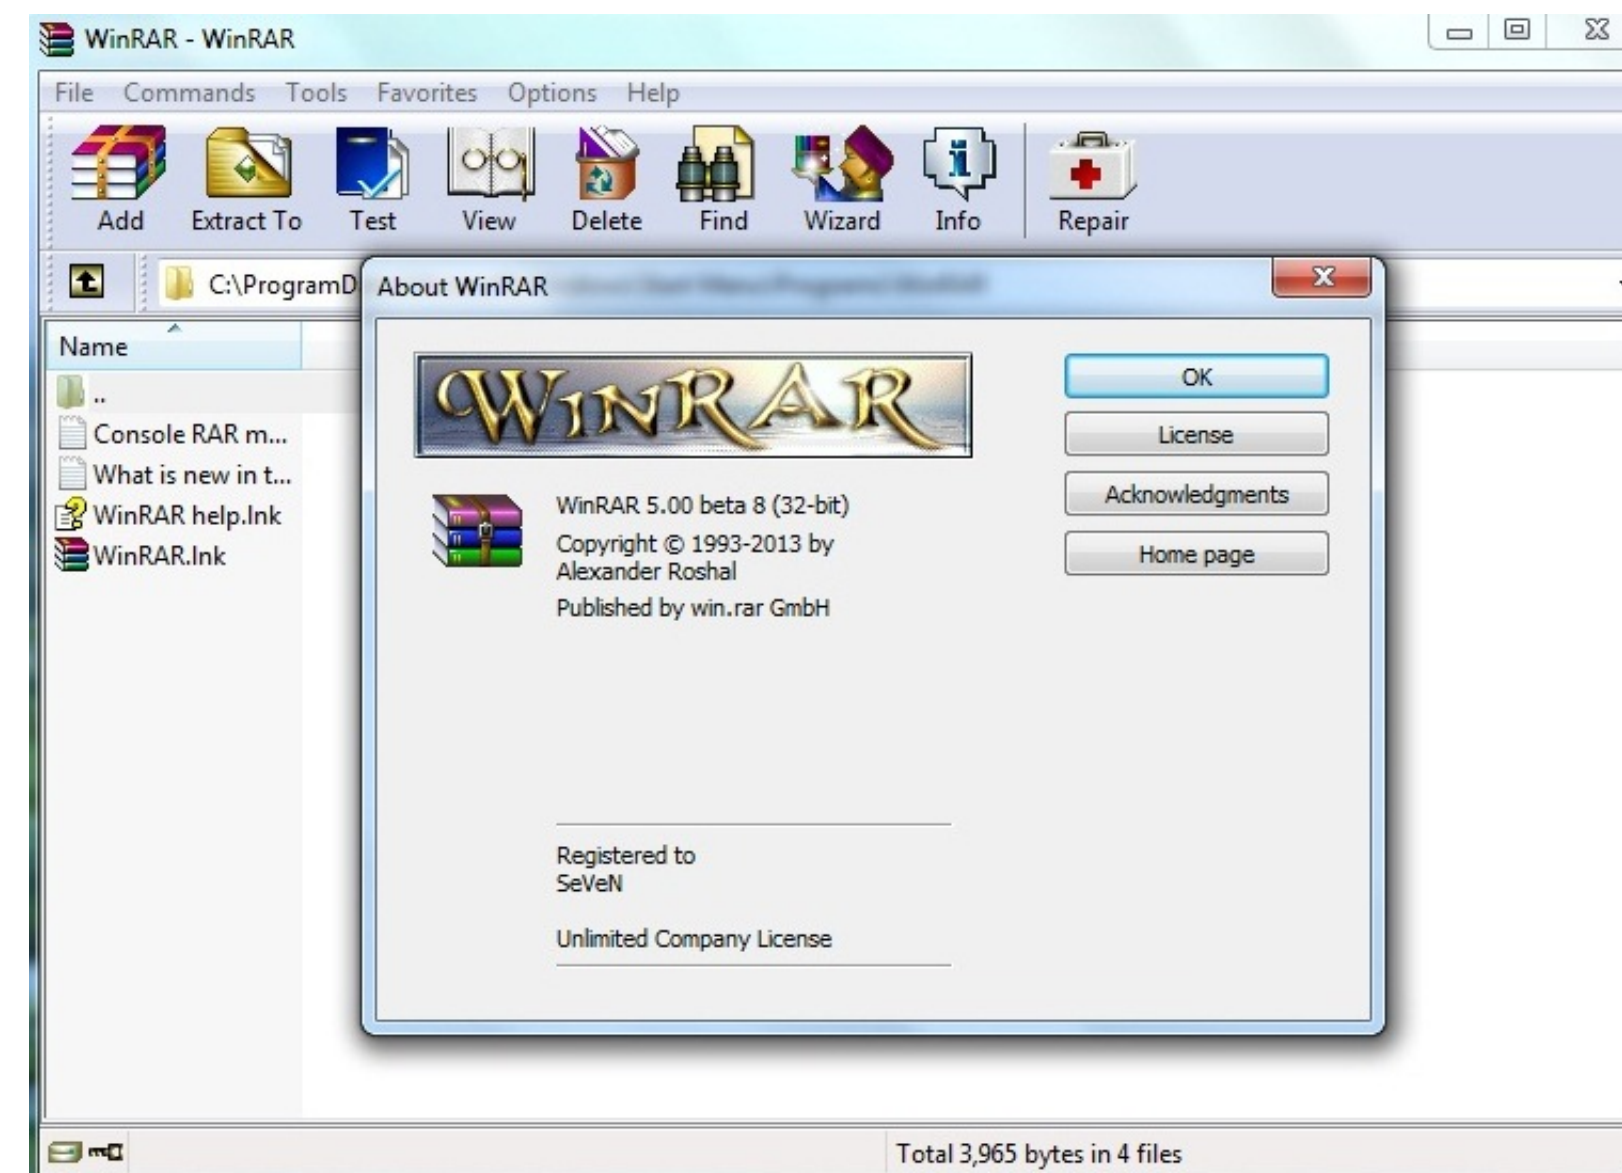 WinRAR - WinRAR
File Commands Tools Favorites Options Help
Add Extract To Test View Delete Find Wizard Info Repair
C:\ProgramD
About WinRAR
Name
..
Console RAR m...
What is new in t...
WinRAR help.lnk
WinRAR.lnk
WINRAR
WinRAR 5.00 beta 8 (32-bit)
Copyright © 1993-2013 by
Alexander Roshal
Published by win.rar GmbH
Registered to
SeVeN
Unlimited Company License
OK
License
Acknowledgments
Home page
Total 3,965 bytes in 4 files